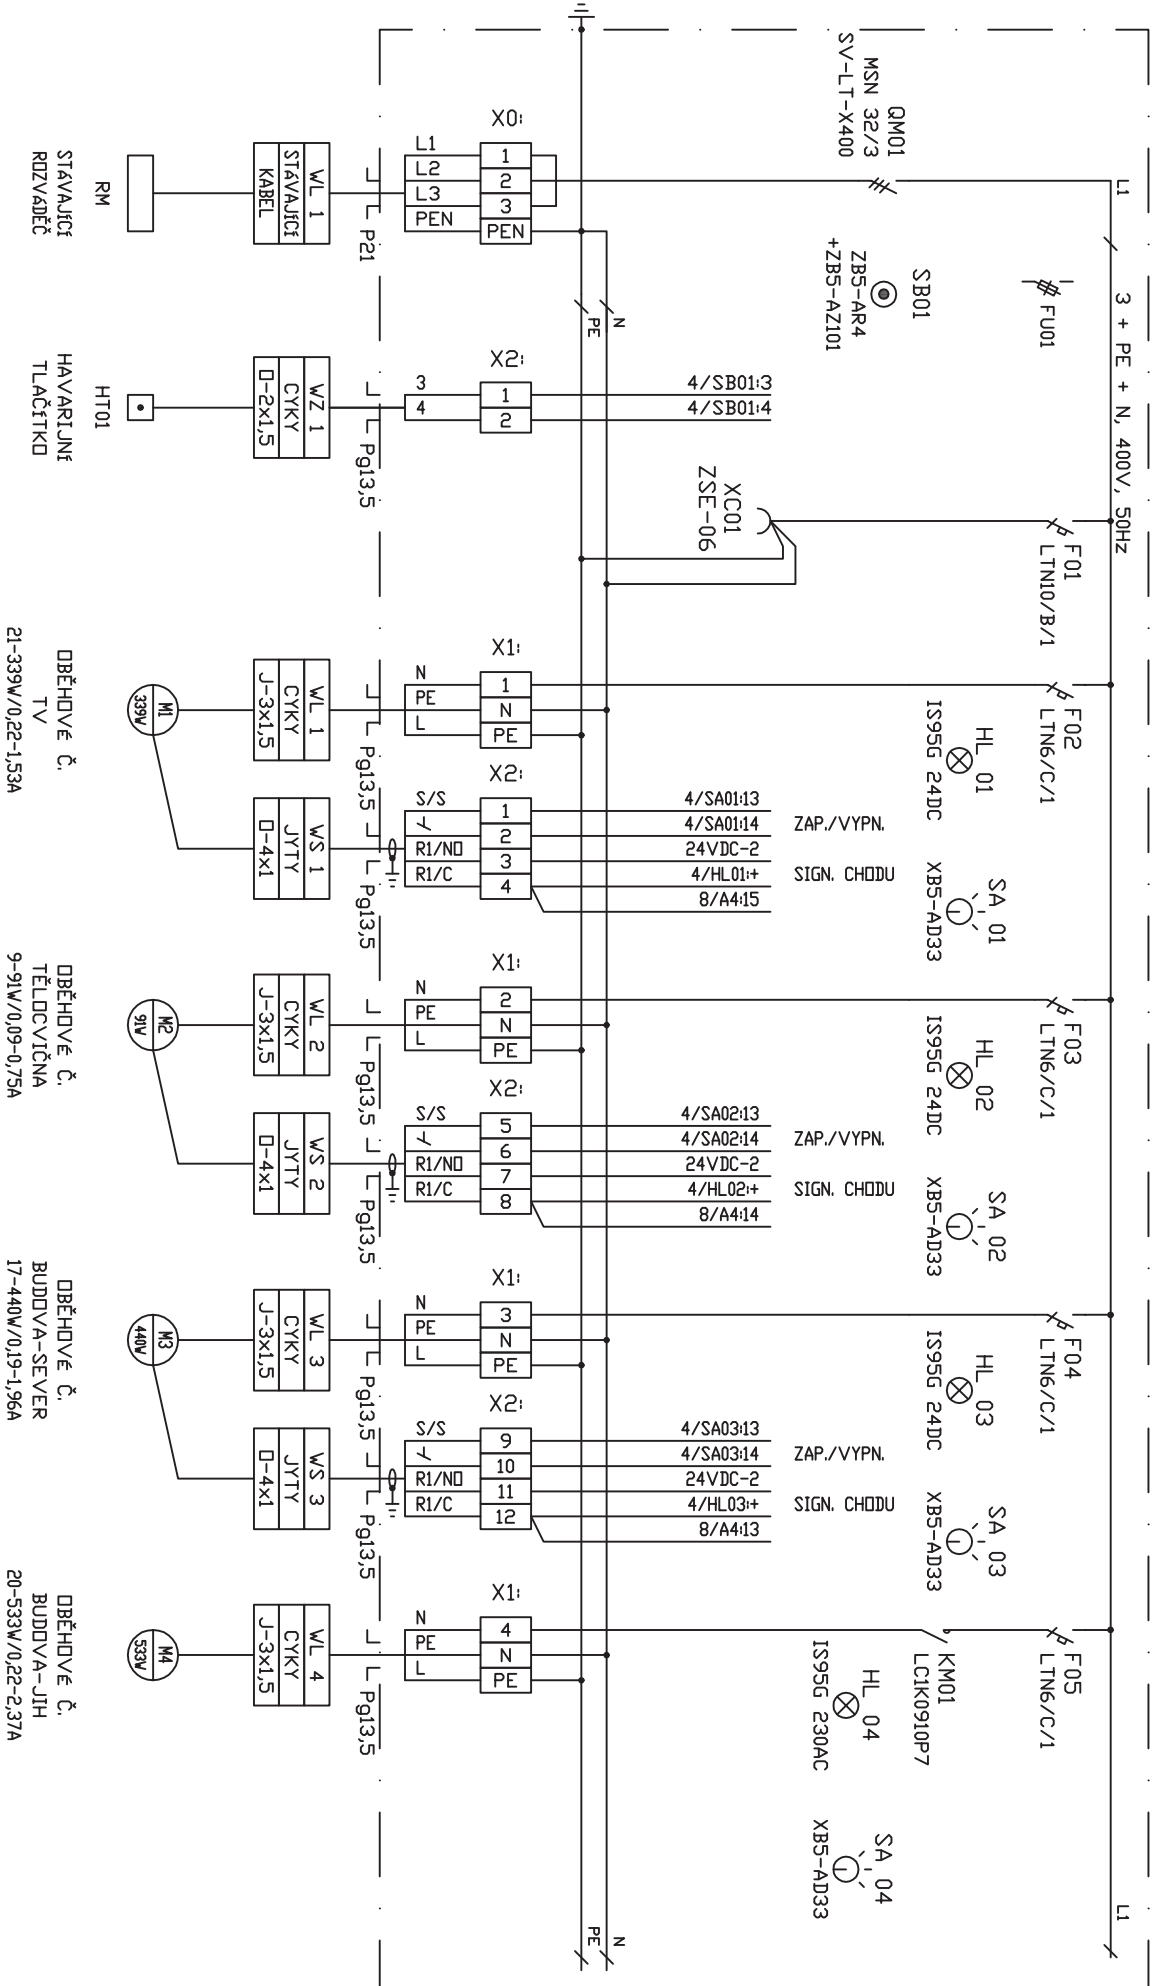 L1
3 + PE + N, 400V, 50Hz
L1
QM01
MSN 32/3
SV-LT-X400
FU01
SB01
ZB5-AR4
+ZB5-AZ101
F01
LTN10/B/1
XC01
ZSE-06
F02
LTN6/C/1
HL 01
IS95G 24DC
SA 01
XB5-AD33
F03
LTN6/C/1
HL 02
IS95G 24DC
SA 02
XB5-AD33
F04
LTN6/C/1
HL 03
IS95G 24DC
SA 03
XB5-AD33
F05
LTN6/C/1
KM01
LC1K0910P7
HL 04
IS95G 230AC
SA 04
XB5-AD33
N
PE
N
PE
X0:
1
2
3
PEN
L1
L2
L3
PEN
P21
WL 1
STÁVAJÍCÍ
KABEL
RM
STÁVAJÍCÍ
ROZVÁDĚČ
4/SB01:3
4/SB01:4
X2:
1
2
3
4
Pg13,5
WZ 1
CYKY
O-2x1,5
HT01
HAVARIJNÍ
TLAČÍTKO
X1:
1
N
PE
N
PE
L
Pg13,5
WL 1
CYKY
J-3x1,5
M1
339W
OBĚHOVÉ Č.
TV
21-339W/0,22-1,53A
4/SA01:13
4/SA01:14
24VDC-2
4/HL01:+
8/A4:15
ZAP./VYPN.
SIGN. CHODU
X2:
1
2
3
4
S/S
R1/NO
R1/C
Pg13,5
WS 1
JYTY
O-4x1
X1:
2
N
PE
N
PE
L
Pg13,5
WL 2
CYKY
J-3x1,5
M2
91W
OBĚHOVÉ Č.
TĚLOCVIČNA
9-91W/0,09-0,75A
4/SA02:13
4/SA02:14
24VDC-2
4/HL02:+
8/A4:14
ZAP./VYPN.
SIGN. CHODU
X2:
5
6
7
8
S/S
R1/NO
R1/C
Pg13,5
WS 2
JYTY
O-4x1
X1:
3
N
PE
N
PE
L
Pg13,5
WL 3
CYKY
J-3x1,5
M3
440W
OBĚHOVÉ Č.
BUDOVA-SEVER
17-440W/0,19-1,96A
4/SA03:13
4/SA03:14
24VDC-2
4/HL03:+
8/A4:13
ZAP./VYPN.
SIGN. CHODU
X2:
9
10
11
12
S/S
R1/NO
R1/C
Pg13,5
WS 3
JYTY
O-4x1
X1:
4
N
PE
N
PE
L
Pg13,5
WL 4
CYKY
J-3x1,5
M4
533W
OBĚHOVÉ Č.
BUDOVA-JIH
20-533W/0,22-2,37A